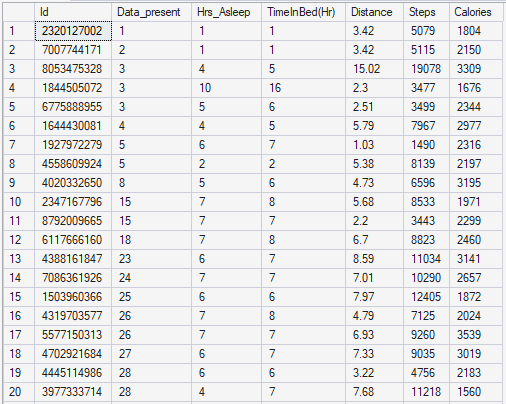 Id Data_present Hrs_Asleep TimeInBed(Hr) Distance Steps Calories
1 2320127002 1 1 1 3.42 5079 1804
2 7007744171 2 1 1 3.42 5115 2150
3 8053475328 3 4 5 15.02 19078 3309
4 1844505072 3 10 16 2.3 3477 1676
5 6775888955 3 5 6 2.51 3499 2344
6 1644430081 4 4 5 5.79 7967 2977
7 1927972279 5 6 7 1.03 1490 2316
8 4558609924 5 2 2 5.38 8139 2197
9 4020332650 8 5 6 4.73 6596 3195
10 2347167796 15 7 8 5.68 8533 1971
11 8792009665 15 7 7 2.2 3443 2299
12 6117666160 18 7 8 6.7 8823 2460
13 4388161847 23 6 7 8.59 11034 3141
14 7086361926 24 7 7 7.01 10290 2657
15 1503960366 25 6 6 7.97 12405 1872
16 4319703577 26 7 8 4.79 7125 2024
17 5577150313 26 7 7 6.93 9260 3539
18 4702921684 27 6 7 7.33 9035 3019
19 4445114986 28 6 6 3.22 4756 2183
20 3977333714 28 4 7 7.68 11218 1560